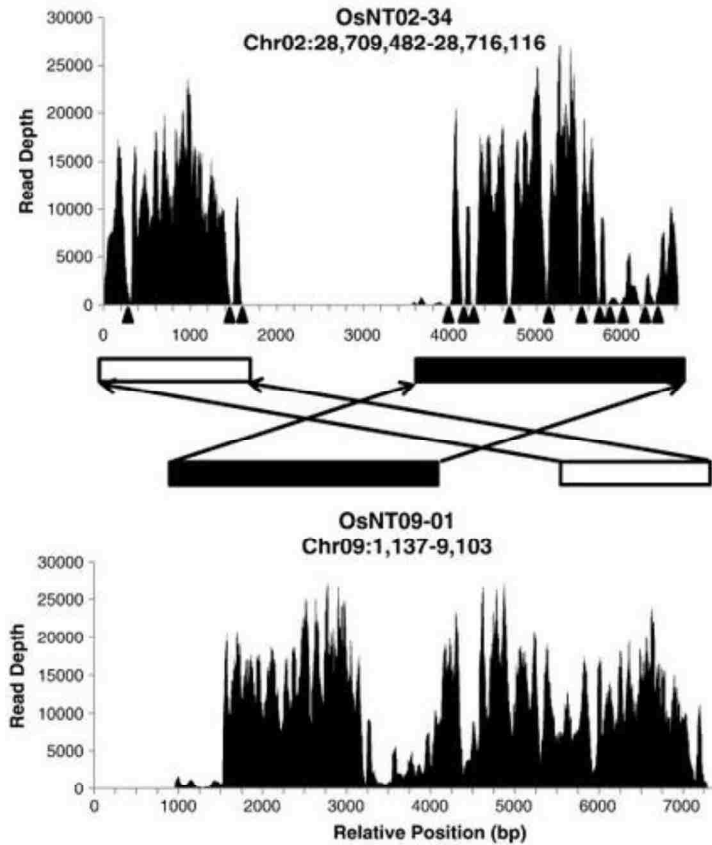 OsNT02-34
Chr02:28,709,482-28,716,116
30000
25000
20000
15000
10000
5000
0
Read Depth
0 1000 2000 3000 4000 5000 6000
OsNT09-01
Chr09:1,137-9,103
30000
25000
20000
15000
10000
5000
0
Read Depth
0 1000 2000 3000 4000 5000 6000 7000
Relative Position (bp)